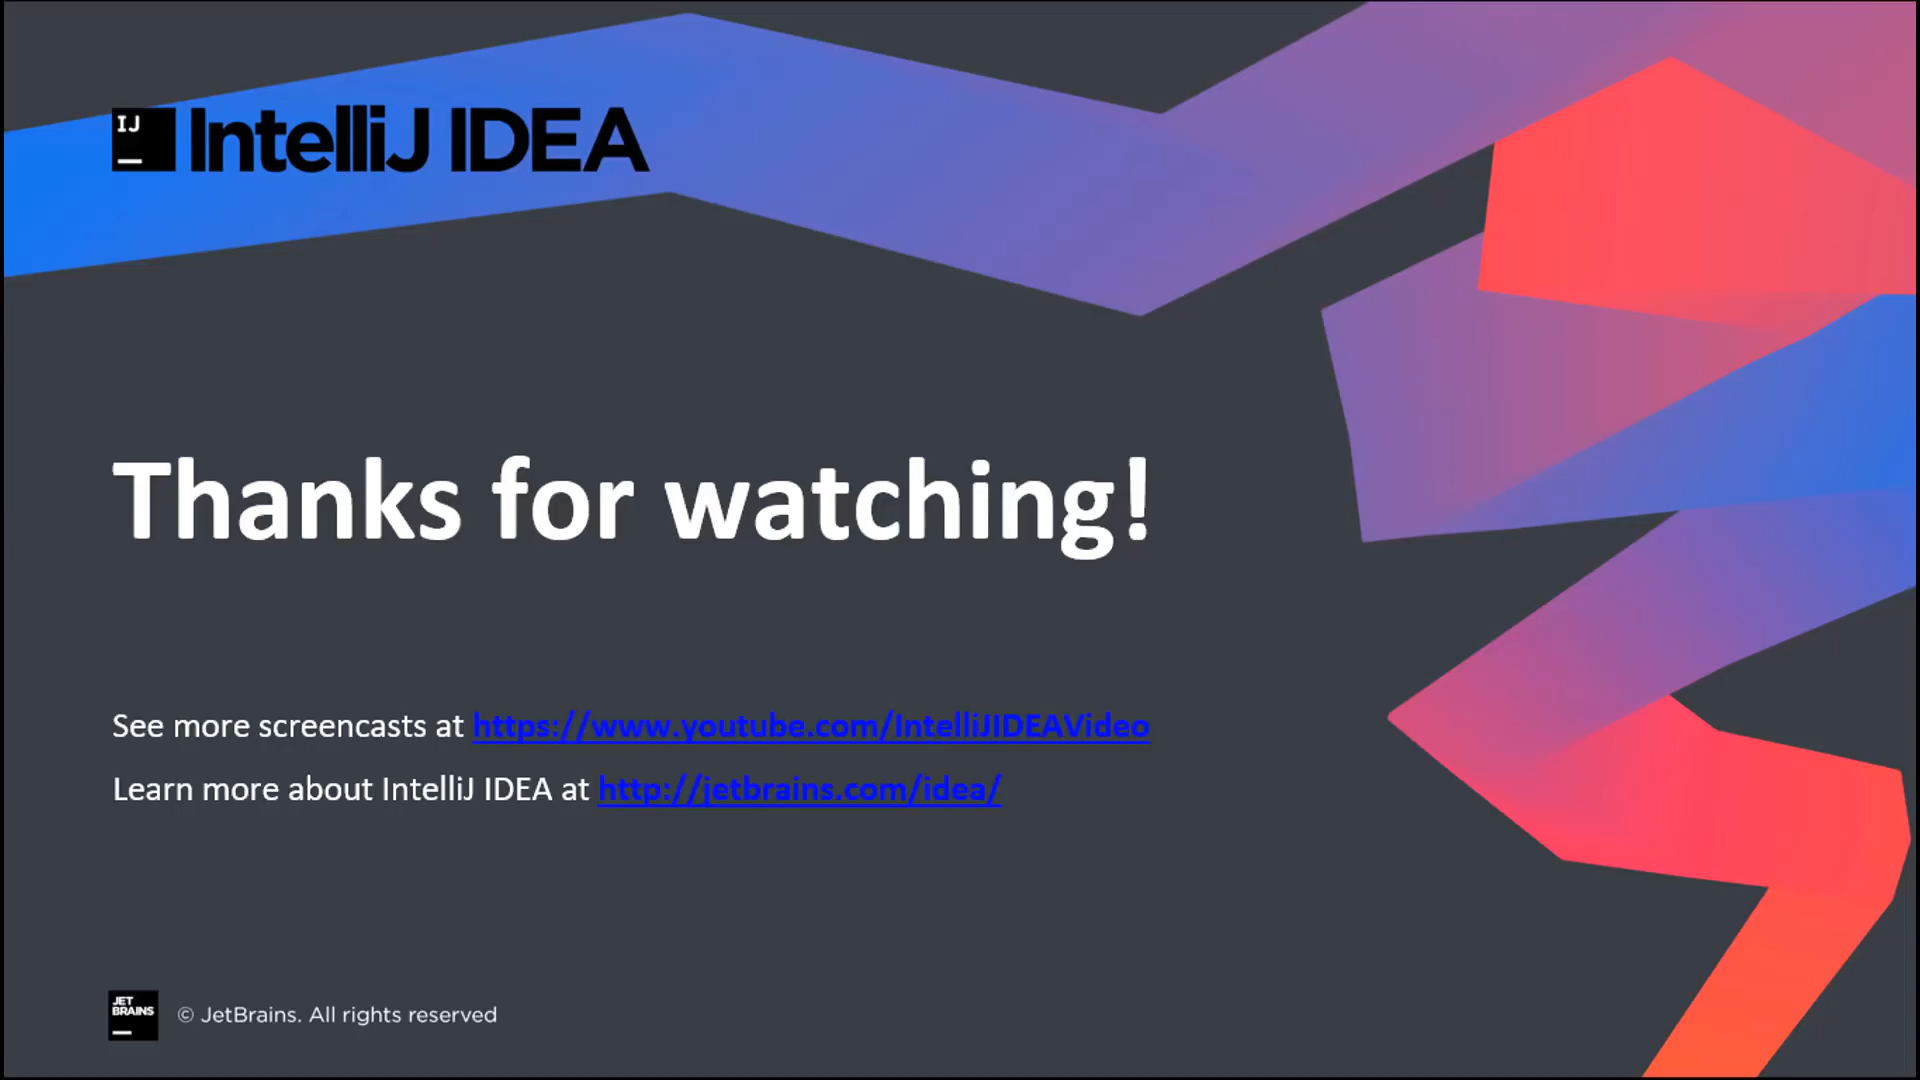 IJ IntelliJ IDEA
Thanks for watching!
See more screencasts at https://www.youtube.com/IntelliJIDEAVideo
Learn more about IntelliJ IDEA at http://jetbrains.com/idea/
JET
BRAINS
© JetBrains. All rights reserved